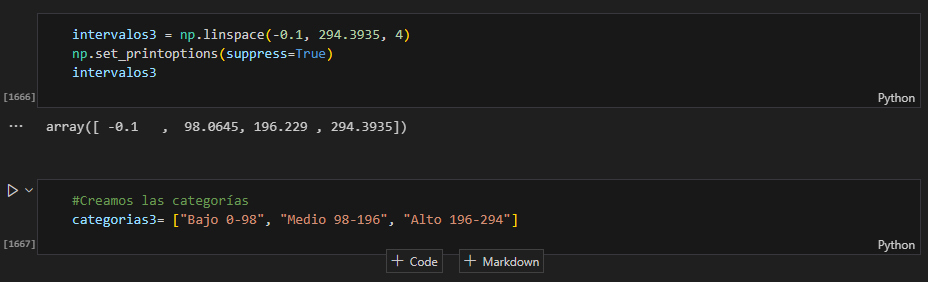 intervalos3 = np.linspace(-0.1, 294.3935, 4)
np.set_printoptions(suppress=True)
intervalos3
[1666]
Python
... array([ -0.1   ,  98.0645, 196.229 , 294.3935])
#Creamos las categorías
categorias3= ["Bajo 0-98", "Medio 98-196", "Alto 196-294"]
[1667]
Python
+ Code + Markdown